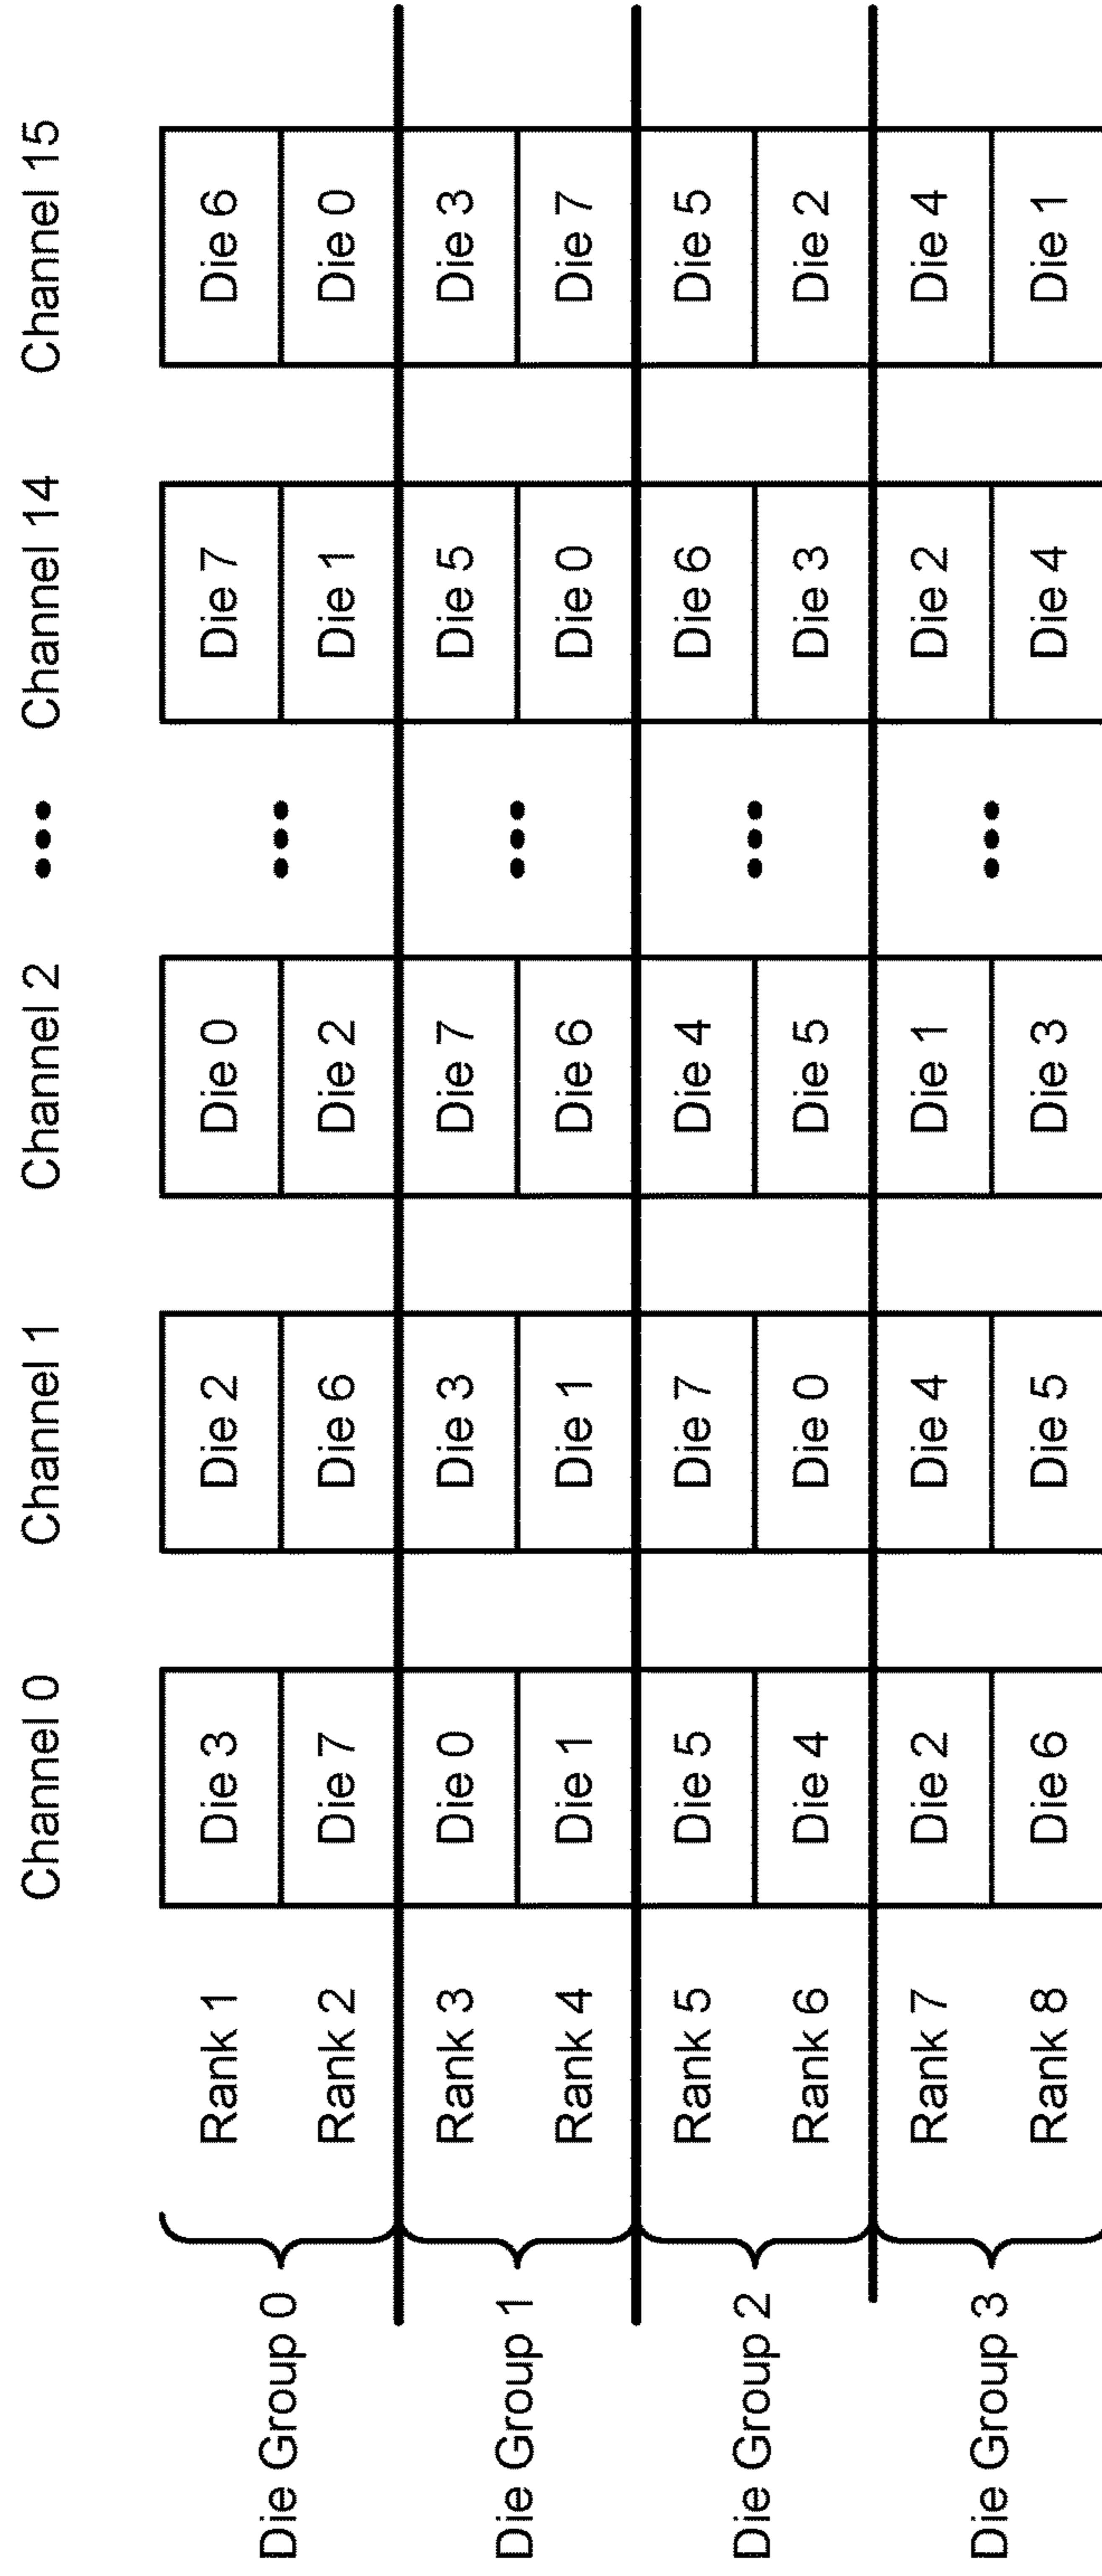 Channel 0 Channel 1 Channel 2 ••• Channel 14 Channel 15
Die Group 0
Rank 1 Die 3 Die 2 Die 0 Die 7 Die 6
•••
Rank 2 Die 7 Die 6 Die 2 Die 1 Die 0
Die Group 1
Rank 3 Die 0 Die 3 Die 7 Die 5 Die 3
•••
Rank 4 Die 1 Die 1 Die 6 Die 0 Die 7
Die Group 2
Rank 5 Die 5 Die 7 Die 4 Die 6 Die 5
•••
Rank 6 Die 4 Die 0 Die 5 Die 3 Die 2
Die Group 3
Rank 7 Die 2 Die 4 Die 1 Die 2 Die 4
•••
Rank 8 Die 6 Die 5 Die 3 Die 4 Die 1